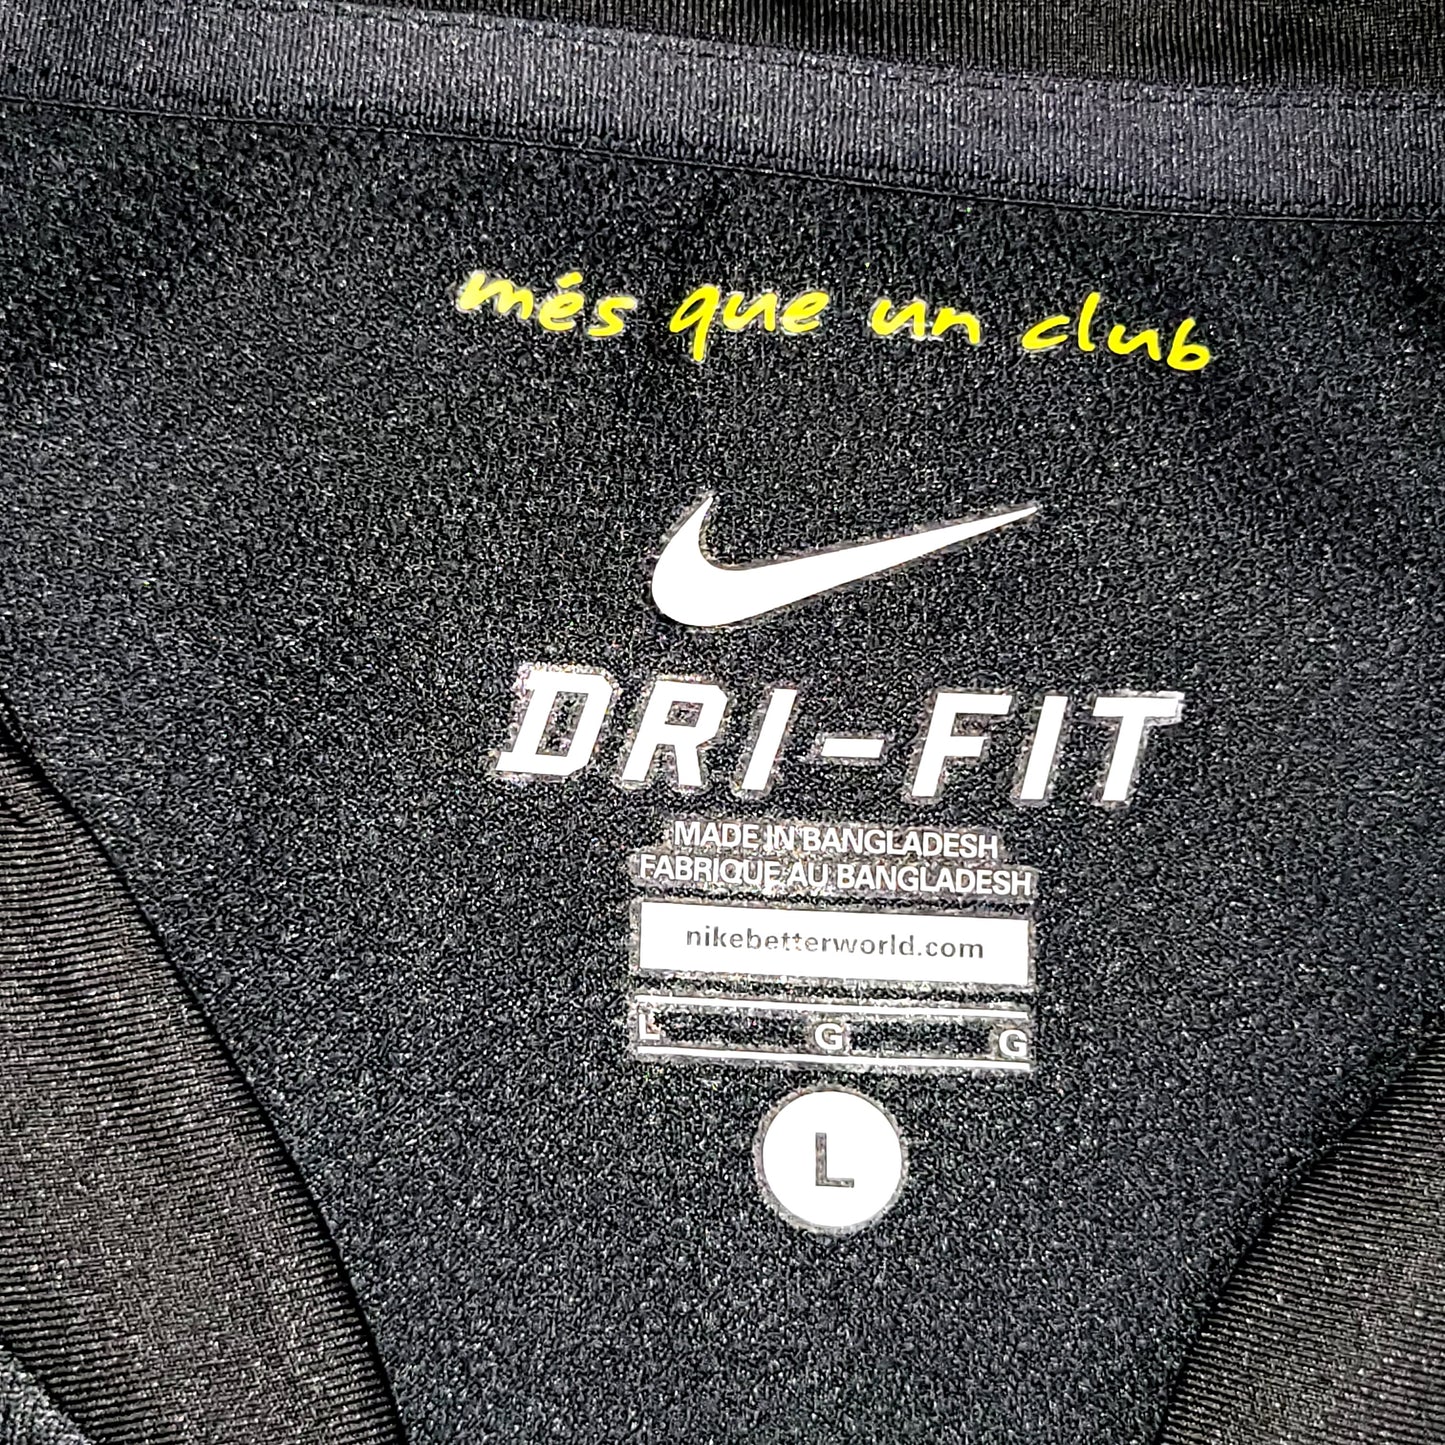 més que un club
DRI-FIT
MADE IN BANGLADESH
FABRIQUE AU BANGLADESH
nikebetterworld.com
L G G
L